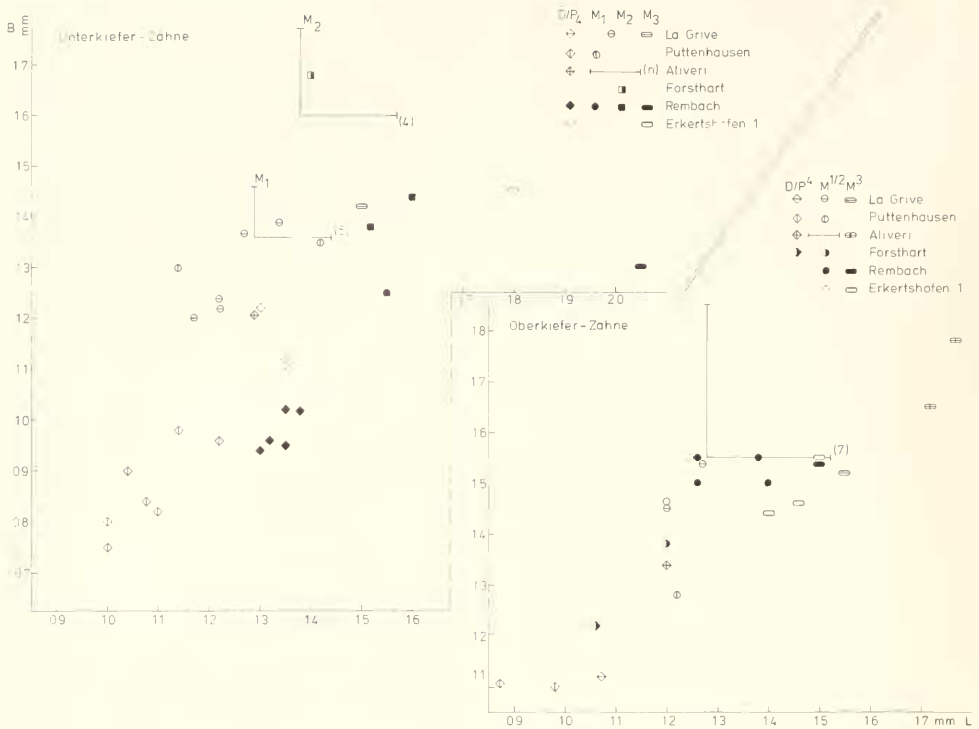 B
mm
Unterkiefer-Zähne
M2
(4)
M1
(5)
17
16
15
14
13
12
11
10
09
08
07
09 10 11 12 13 14 15 16
18 19 20
D/P4 M1 M2 M3
La Grive
Puttenhausen
(n) Aliveri
Forsthart
Rembach
Erkertshofen 1
D/P4 M1/2 M3
La Grive
Puttenhausen
Aliveri
Forsthart
Rembach
Erkertshofen 1
Oberkiefer-Zähne
(7)
18
17
16
15
14
13
12
11
09 10 11 12 13 14 15 16 17 mm L